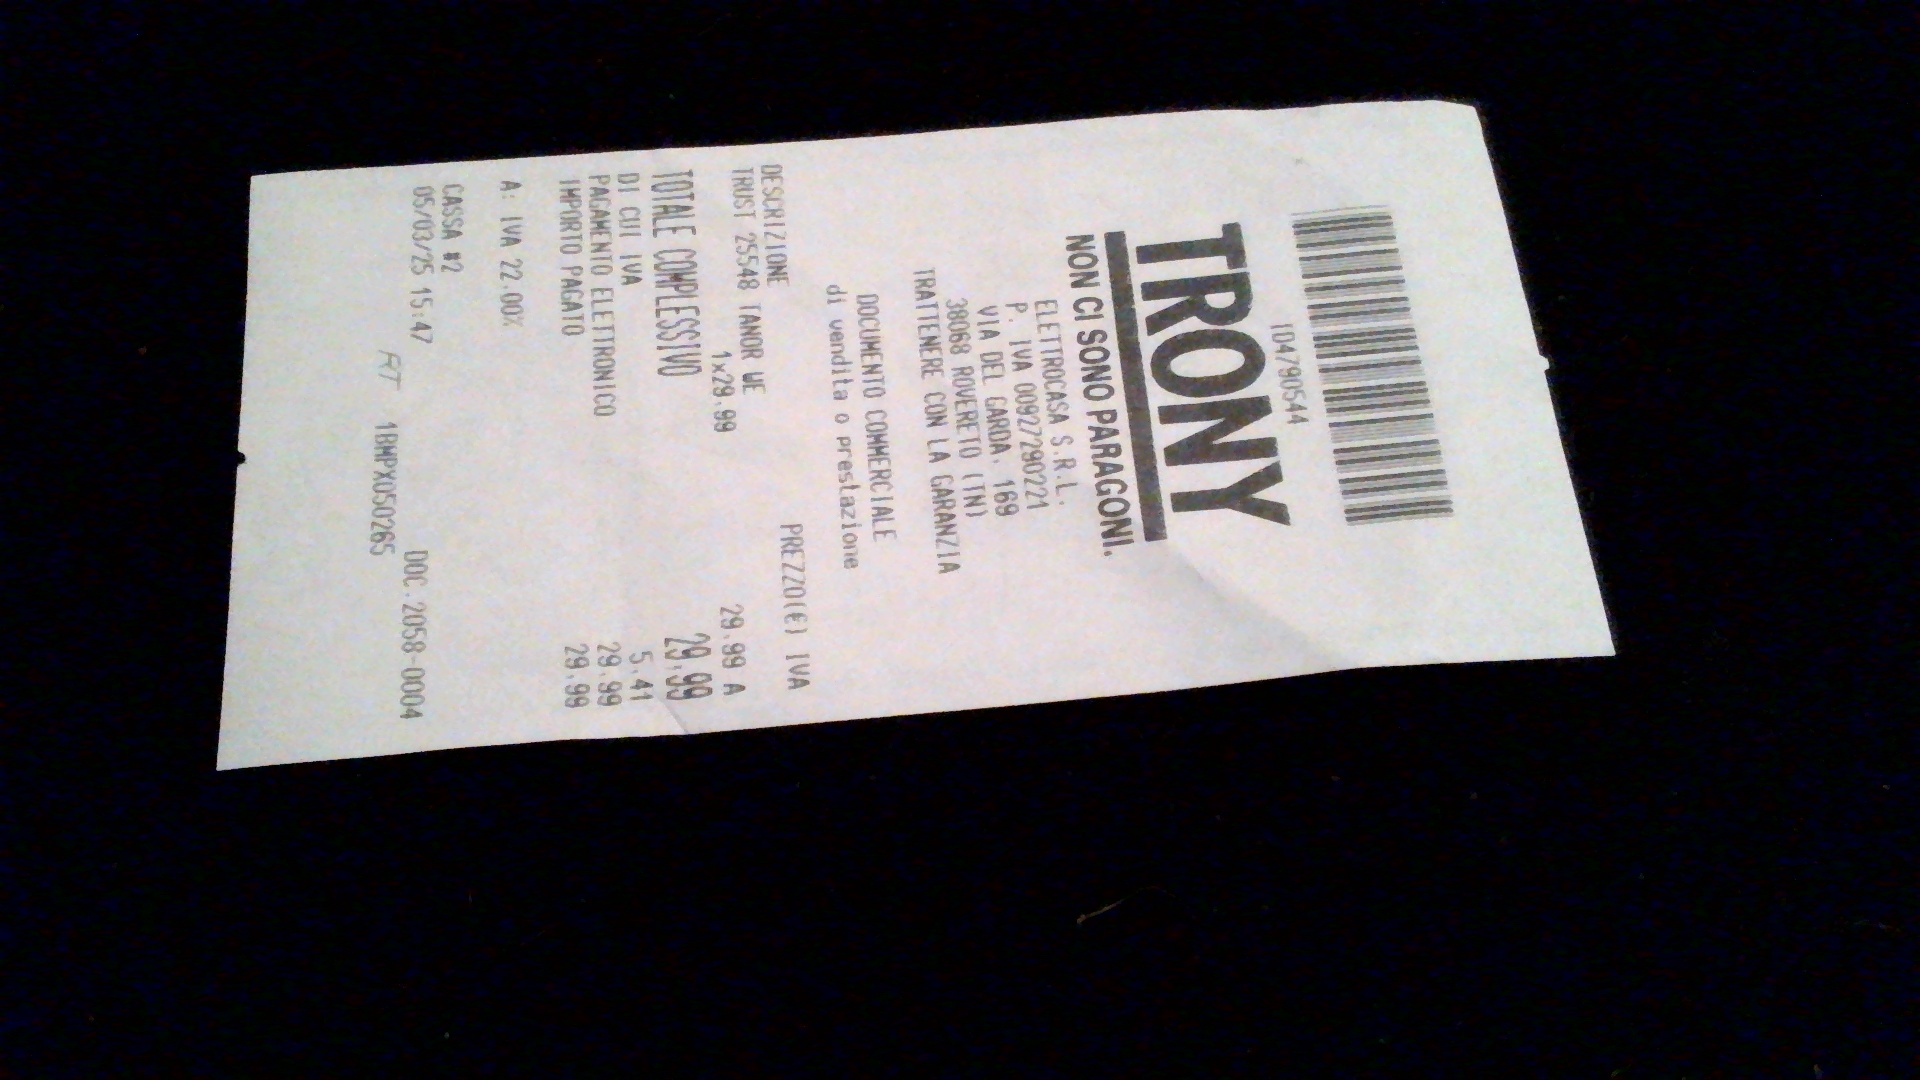 ID4790544
TRONY
NON CI SONO PARAGONI.
ELETTROCASA S.R.L.
P. IVA 00927290221
VIA DEL GARDA, 169
38068 ROVERETO (TN)
TRATTENERE CON LA GARANZIA
DOCUMENTO COMMERCIALE
di vendita o prestazione
DESCRIZIONE PREZZO(€) IVA
TRUST 25548 TANOR WE
1x29.99 29.99 A
TOTALE COMPLESSIVO 29,99
DI CUI IVA 5.41
PAGAMENTO ELETTRONICO 29.99
IMPORTO PAGATO 29.99
A: IVA 22.00%
CASSA #2
05/03/25 15:47 DOC.2058-0004
RT 1BMPX050265